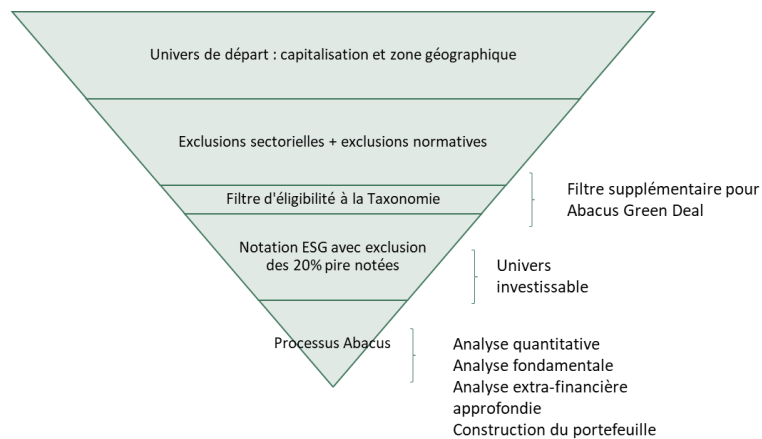 Univers de départ : capitalisation et zone géographique
Exclusions sectorielles + exclusions normatives
Filtre d'éligibilité à la Taxonomie
Filtre supplémentaire pour
Abacus Green Deal
Notation ESG avec exclusion
des 20% pire notées
Univers
investissable
Processus Abacus
Analyse quantitative
Analyse fondamentale
Analyse extra-financière
approfondie
Construction du portefeuille